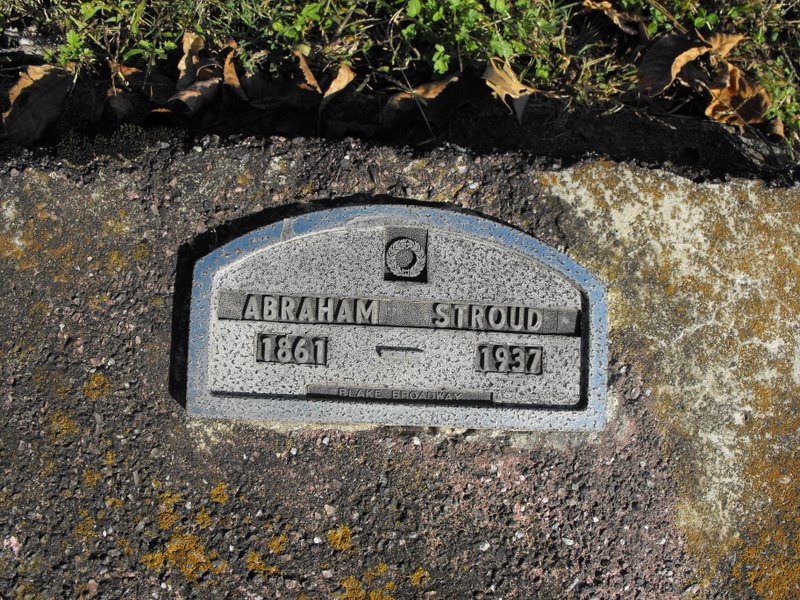 ABRAHAM STROUD
1861 — 1937
BLAKE BROADWAY